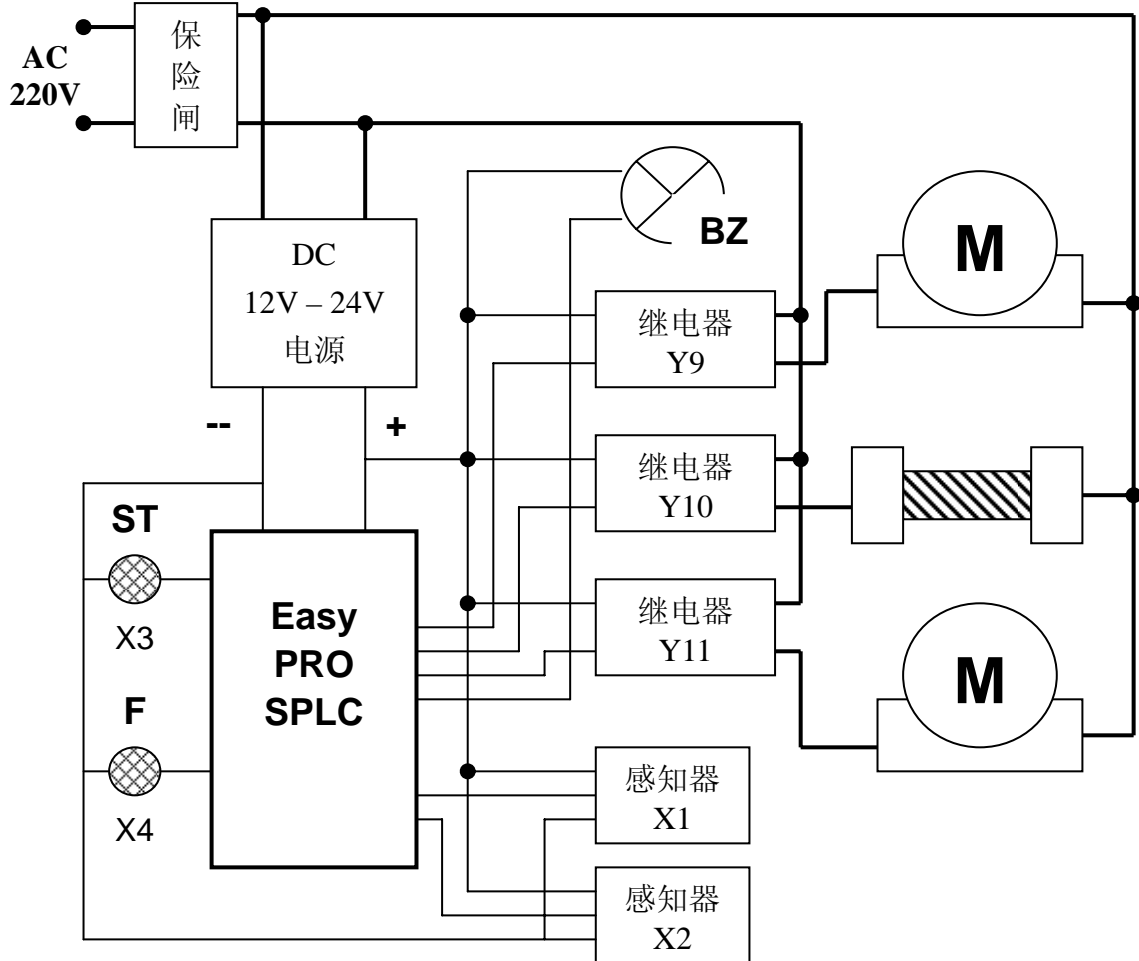 AC
220V
保
险
闸
BZ
DC
12V – 24V
电源
--
+
M
继电器
Y9
继电器
Y10
继电器
Y11
M
ST
X3
F
X4
Easy
PRO
SPLC
感知器
X1
感知器
X2